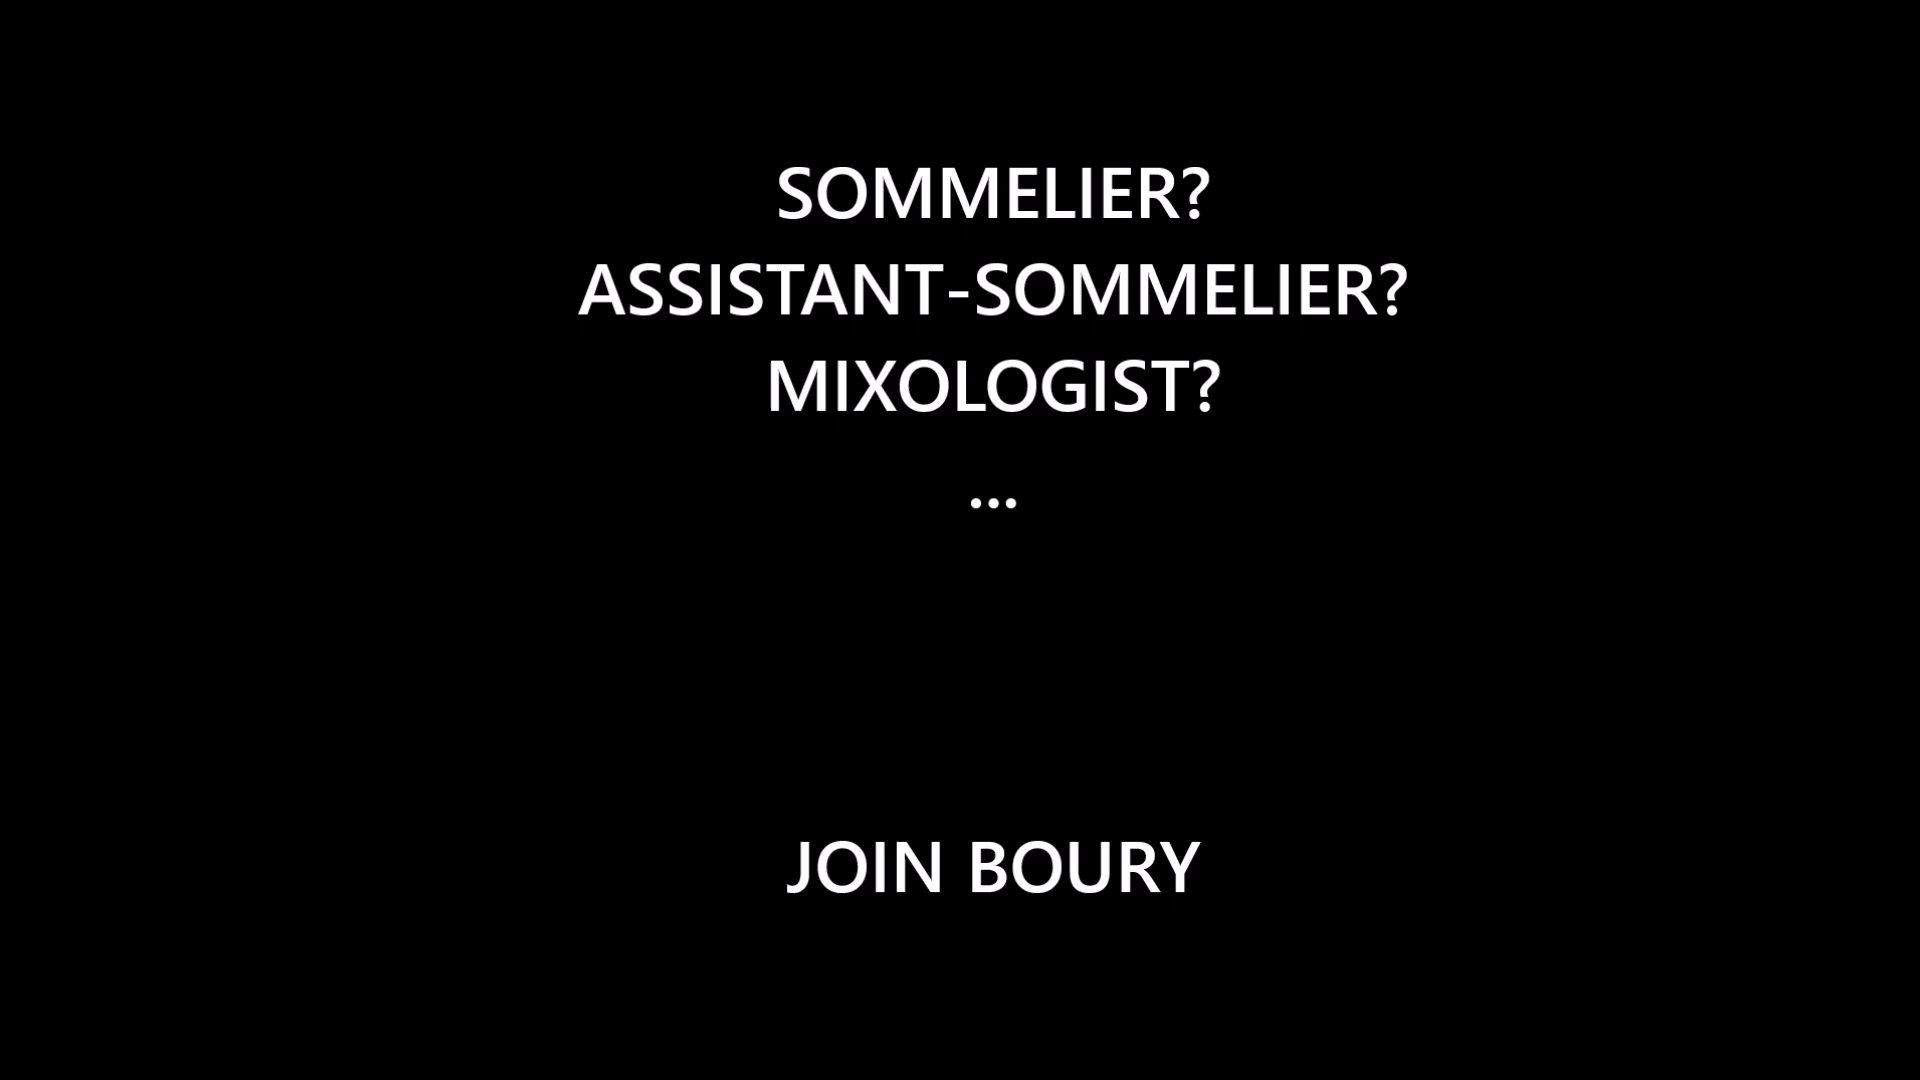 SOMMELIER?
ASSISTANT-SOMMELIER?
MIXOLOGIST?
...
JOIN BOURY